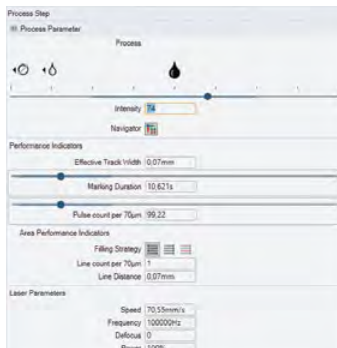 Process Step
Process Parameter
Process
Intensity 74
Navigator
Performance Indicators
Effective Track Width 0,07mm
Marking Duration 10,621s
Pulse count per 70µm 99,22
Area Performance Indicators
Filling Strategy
Line count per 70µm 1
Line Distance 0,07mm
Laser Parameters
Speed 70,55mm/s
Frequency 100000Hz
Defocus 0
Power 100%